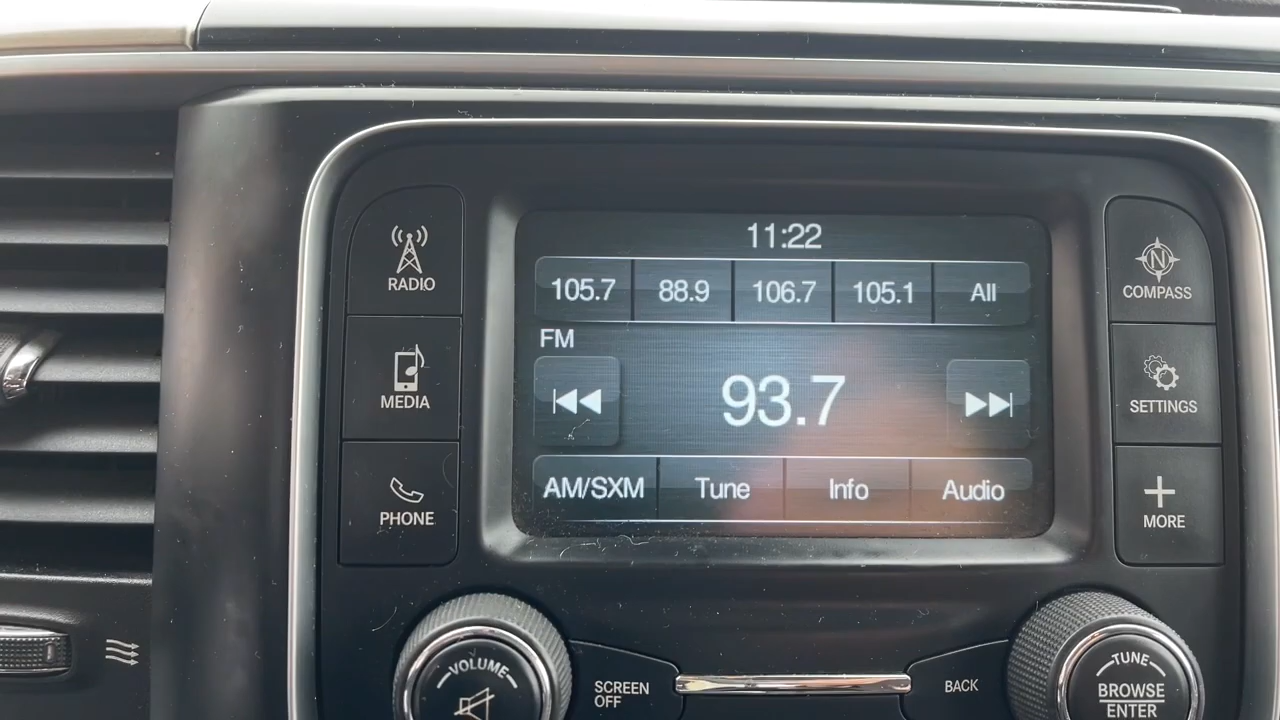 11:22
105.7 88.9 106.7 105.1 All
FM
93.7
AM/SXM Tune Info Audio
RADIO
MEDIA
PHONE
N
COMPASS
SETTINGS
MORE
VOLUME
SCREEN
OFF
BACK
TUNE
BROWSE
ENTER